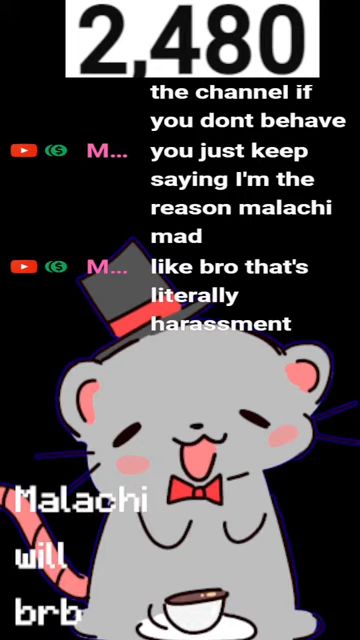 2,480
the channel if
you dont behave
M... you just keep
saying I'm the
reason malachi
mad
M... like bro that's
literally
harassment
Malachi
will
brb